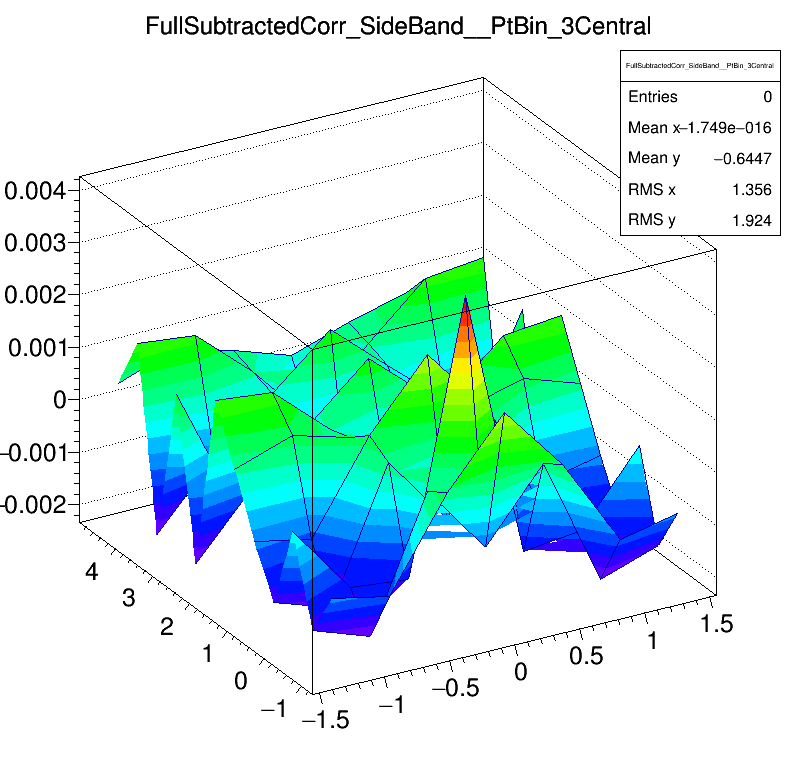 FullSubtractedCorr_SideBand__PtBin_3Central
FullSubtractedCorr_SideBand__PtBin_3Central
Entries 0
Mean x −1.749e−016
Mean y −0.6447
RMS x 1.356
RMS y 1.924
0.004
0.003
0.002
0.001
0
−0.001
−0.002
4
3
2
1
0
−1
−1.5
−1
−0.5
0
0.5
1
1.5